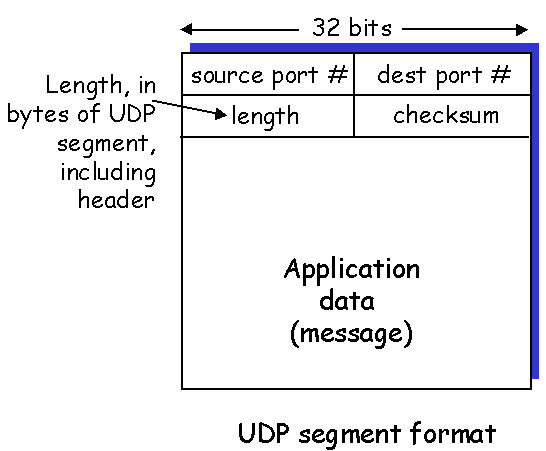 32 bits
source port #
dest port #
Length, in
bytes of UDP
segment,
including
header
length
checksum
Application
data
(message)
UDP segment format